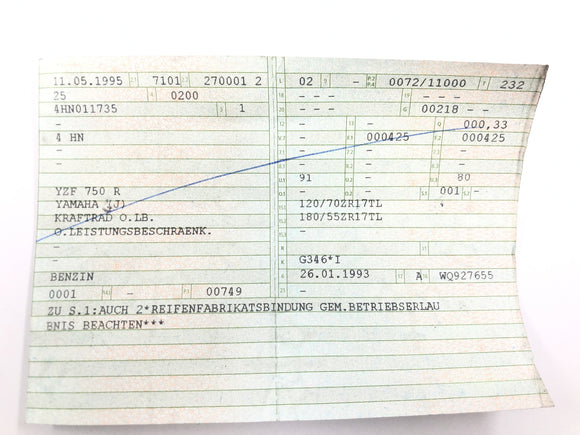 11.05.1995 7101 270001 2
25 0200
4HN011735 1
-
4 HN
-
-
YZF 750 R
YAMAHA (J)
KRAFTRAD O.LB.
O.LEISTUNGSBESCHRAENK.
-
-
BENZIN
0001 - 00749
02 - 0072/11000 232
- - - - - -
- - - 00218 - -
- - 000,33
- 000425 000425
- - -
91 - 80
- - 001 -
120/70ZR17TL
180/55ZR17TL
-
-
G346*I
26.01.1993 A WQ927655
- - -
ZU S.1:AUCH 2*REIFENFABRIKATSBINDUNG GEM.BETRIEBSERLAU
BNIS BEACHTEN***